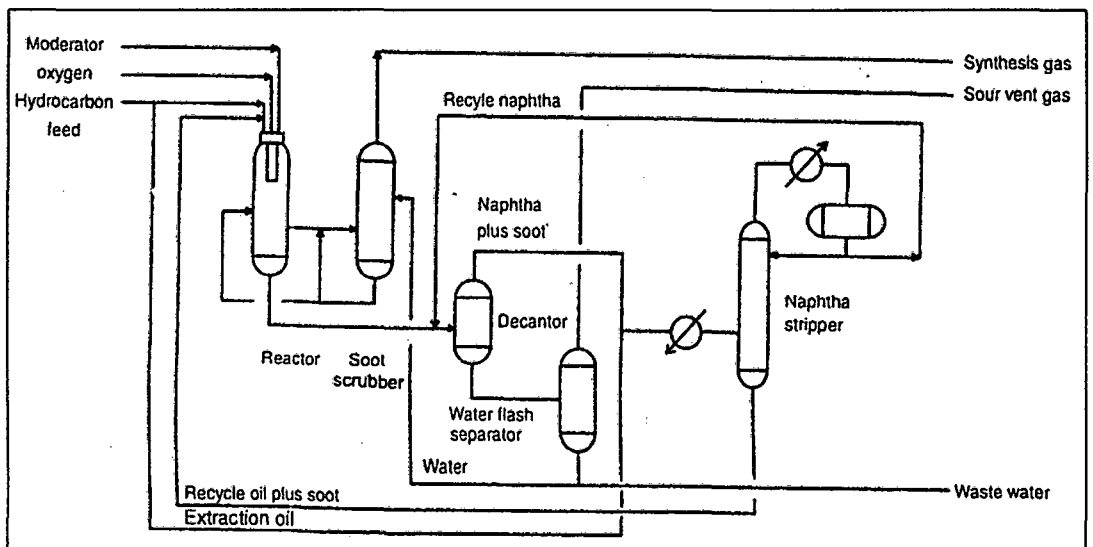 Moderator
oxygen
Hydrocarbon
feed
Synthesis gas
Sour vent gas
Recyle naphtha
Naphtha
plus soot
Decantor
Naphtha
stripper
Reactor
Soot
scrubber
Water flash
separator
Water
Recycle oil plus soot
Extraction oil
Waste water